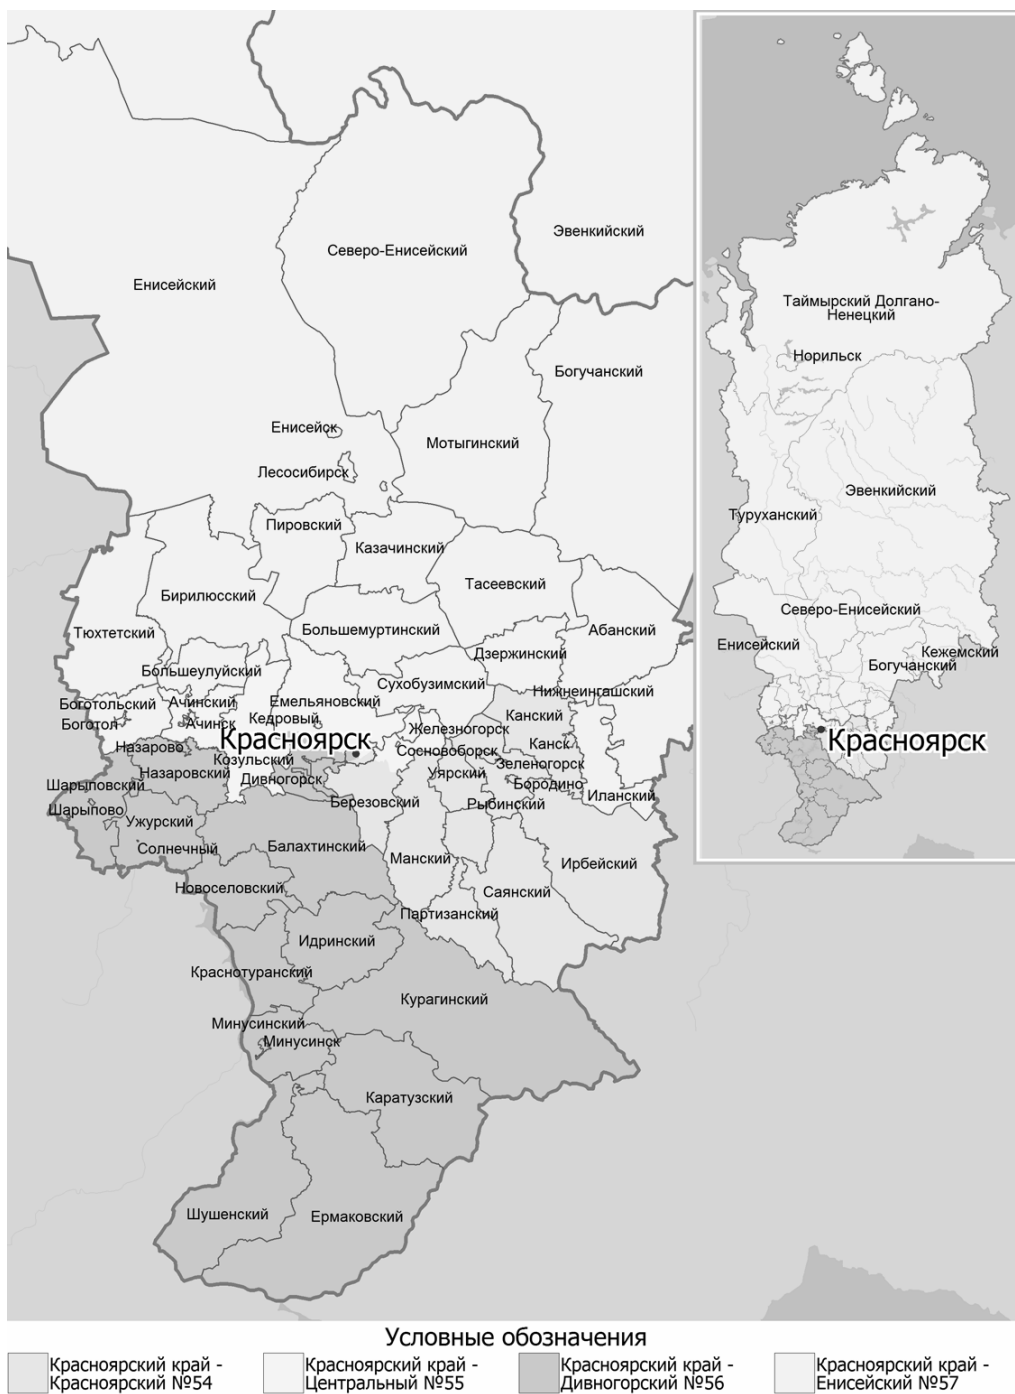 Эвенкийский
Северо-Енисейский
Енисейский
Богучанский
Енисейск
Мотыгинский
Лесосибирск
Пировский
Казачинский
Тасеевский
Бирилюсский
Тюхтетский
Большемуртинский
Абанский
Дзержинский
Большеулуйский
Сухобузимский
Нижнеингашский
Боготольский
Ачинский
Емельяновский
Боготол
Ачинск
Кедровый
Железногорск
Канский
Назарово
Красноярск
Сосновоборск
Канск
Козульский
Зеленогорск
Назаровский
Дивногорск
Уярский
Шарыповский
Бородино
Березовский
Рыбинский
Иланский
Шарыпово
Ужурский
Солнечный
Балахтинский
Манский
Ирбейский
Новоселовский
Саянский
Партизанский
Идринский
Краснотуранский
Курагинский
Минусинский
Минусинск
Каратузский
Шушенский
Ермаковский
Таймырский Долгано-
Ненецкий
Норильск
Эвенкийский
Туруханский
Северо-Енисейский
Енисейский
Кежемский
Богучанский
Красноярск
Условные обозначения
Красноярский край -
Красноярский №54
Красноярский край -
Центральный №55
Красноярский край -
Дивногорский №56
Красноярский край -
Енисейский №57